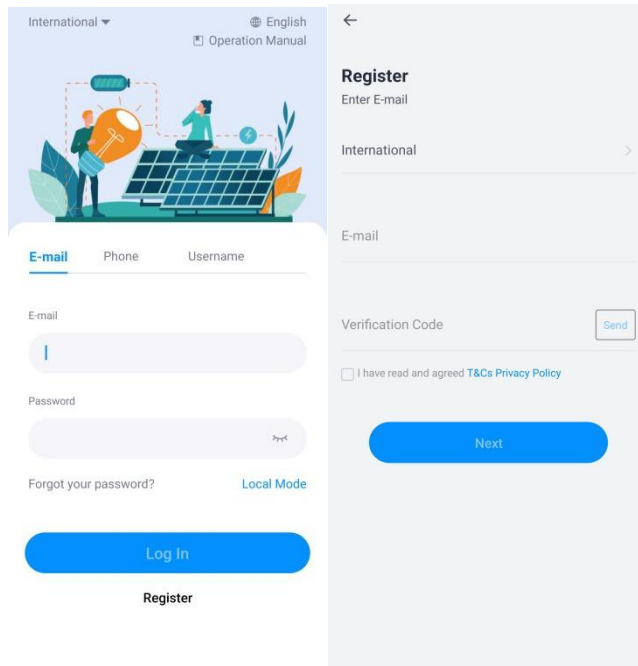 International
English
Operation Manual
E-mail
Phone
Username
E-mail
Password
Forgot your password?
Local Mode
Log In
Register
Register
Enter E-mail
International
E-mail
Verification Code
Send
I have read and agreed T&Cs Privacy Policy
Next